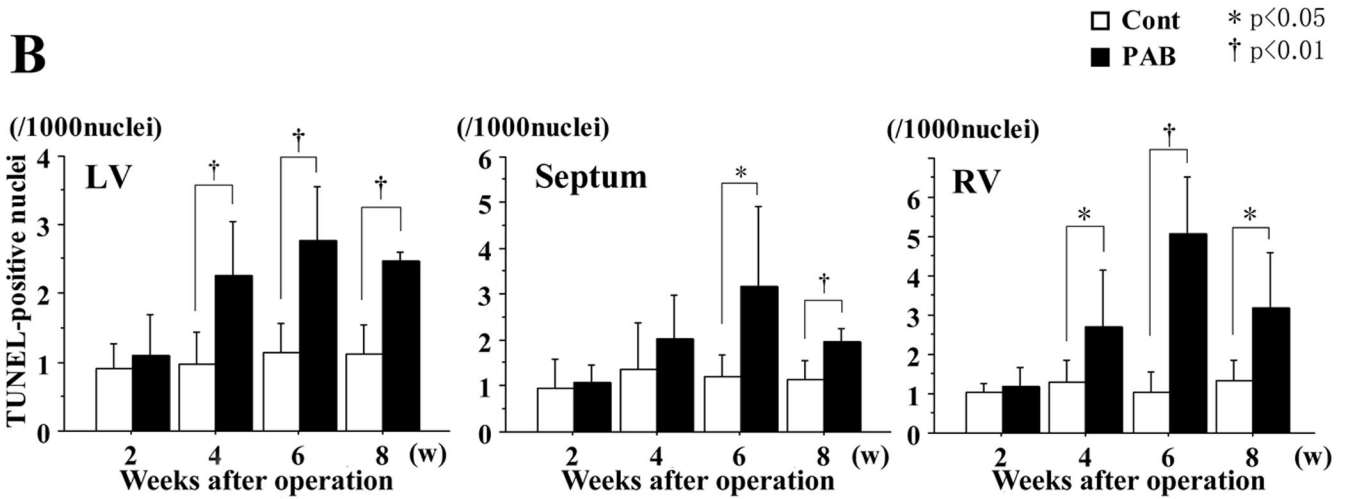 B
Cont * p<0.05
PAB † p<0.01
(/1000nuclei)
TUNEL-positive nuclei
LV
4
3
2
1
0
†
†
†
2 4 6 8 (w)
Weeks after operation
(/1000nuclei)
Septum
6
5
4
3
2
1
0
*
†
2 4 6 8 (w)
Weeks after operation
(/1000nuclei)
RV
6
5
4
3
2
1
0
*
†
*
2 4 6 8 (w)
Weeks after operation